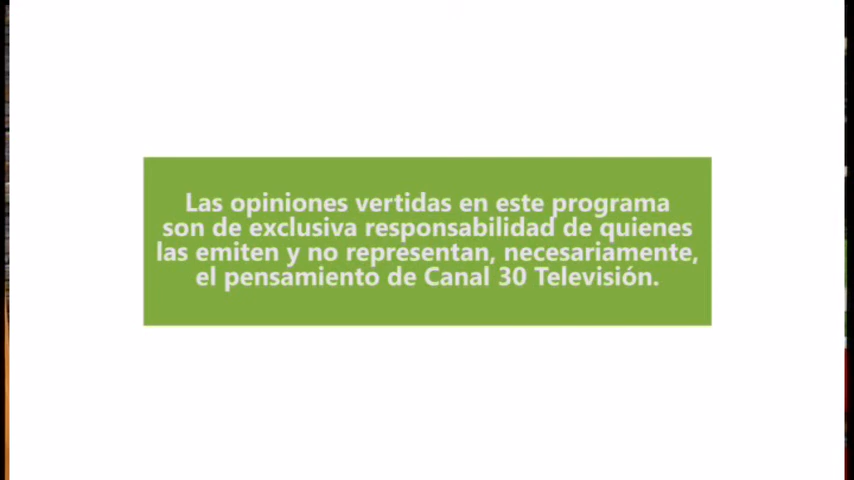 Las opiniones vertidas en este programa
son de exclusiva responsabilidad de quienes
las emiten y no representan, necesariamente,
el pensamiento de Canal 30 Televisión.